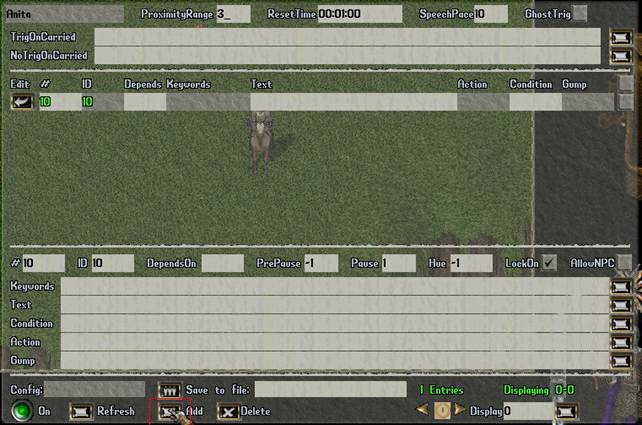 Anita ProximityRange 3_ ResetTime 00:01:00 SpeechPace 10 GhostTrig
TrigOnCarried
NoTrigOnCarried
Edit # ID Depends Keywords Text Action Condition Gump
10 10
# 10 ID 10 DependsOn PrePause -1 Pause 1 Hue -1 LockOn AllowNPC
Keywords
Text
Condition
Action
Gump
Config: Save to file: 1 Entries Displaying 0-0
On Refresh Add Delete Display 0